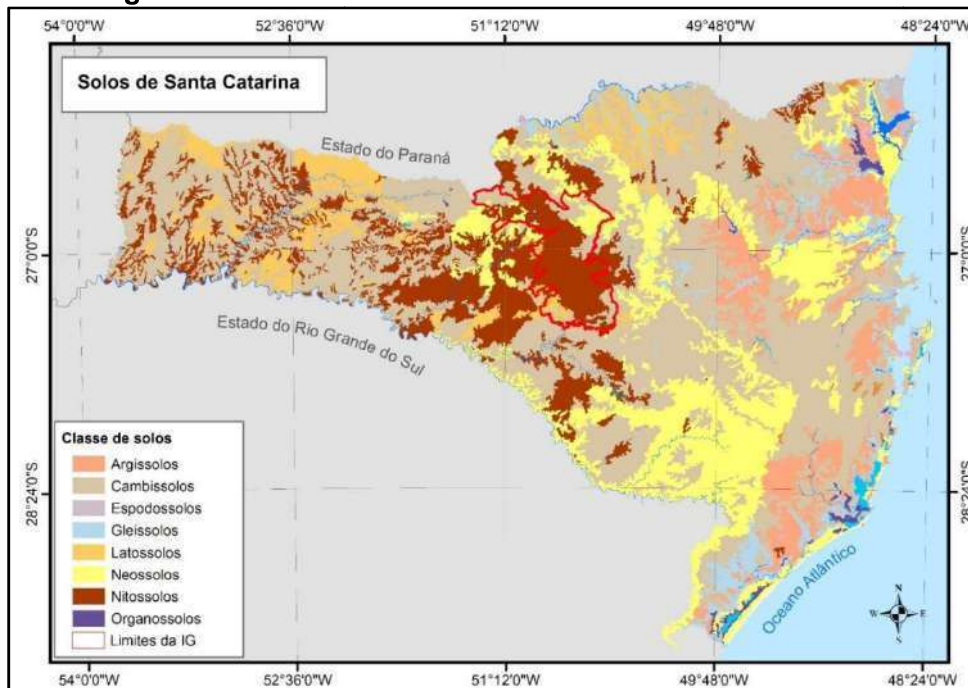 54°0'0"W 52°36'0"W 51°12'0"W 49°48'0"W 48°24'0"W
Solos de Santa Catarina
Estado do Paraná
27°0'0"S 27°0'0"S
Estado do Rio Grande do Sul
Classe de solos
Argissolos
Cambissolos
Espodossolos
Gleissolos
Latossolos
Neossolos
Nitossolos
Organossolos
Limites da IG
28°24'0"S 28°24'0"S
Oceano Atlântico
N
W E
S
54°0'0"W 52°36'0"W 51°12'0"W 49°48'0"W 48°24'0"W